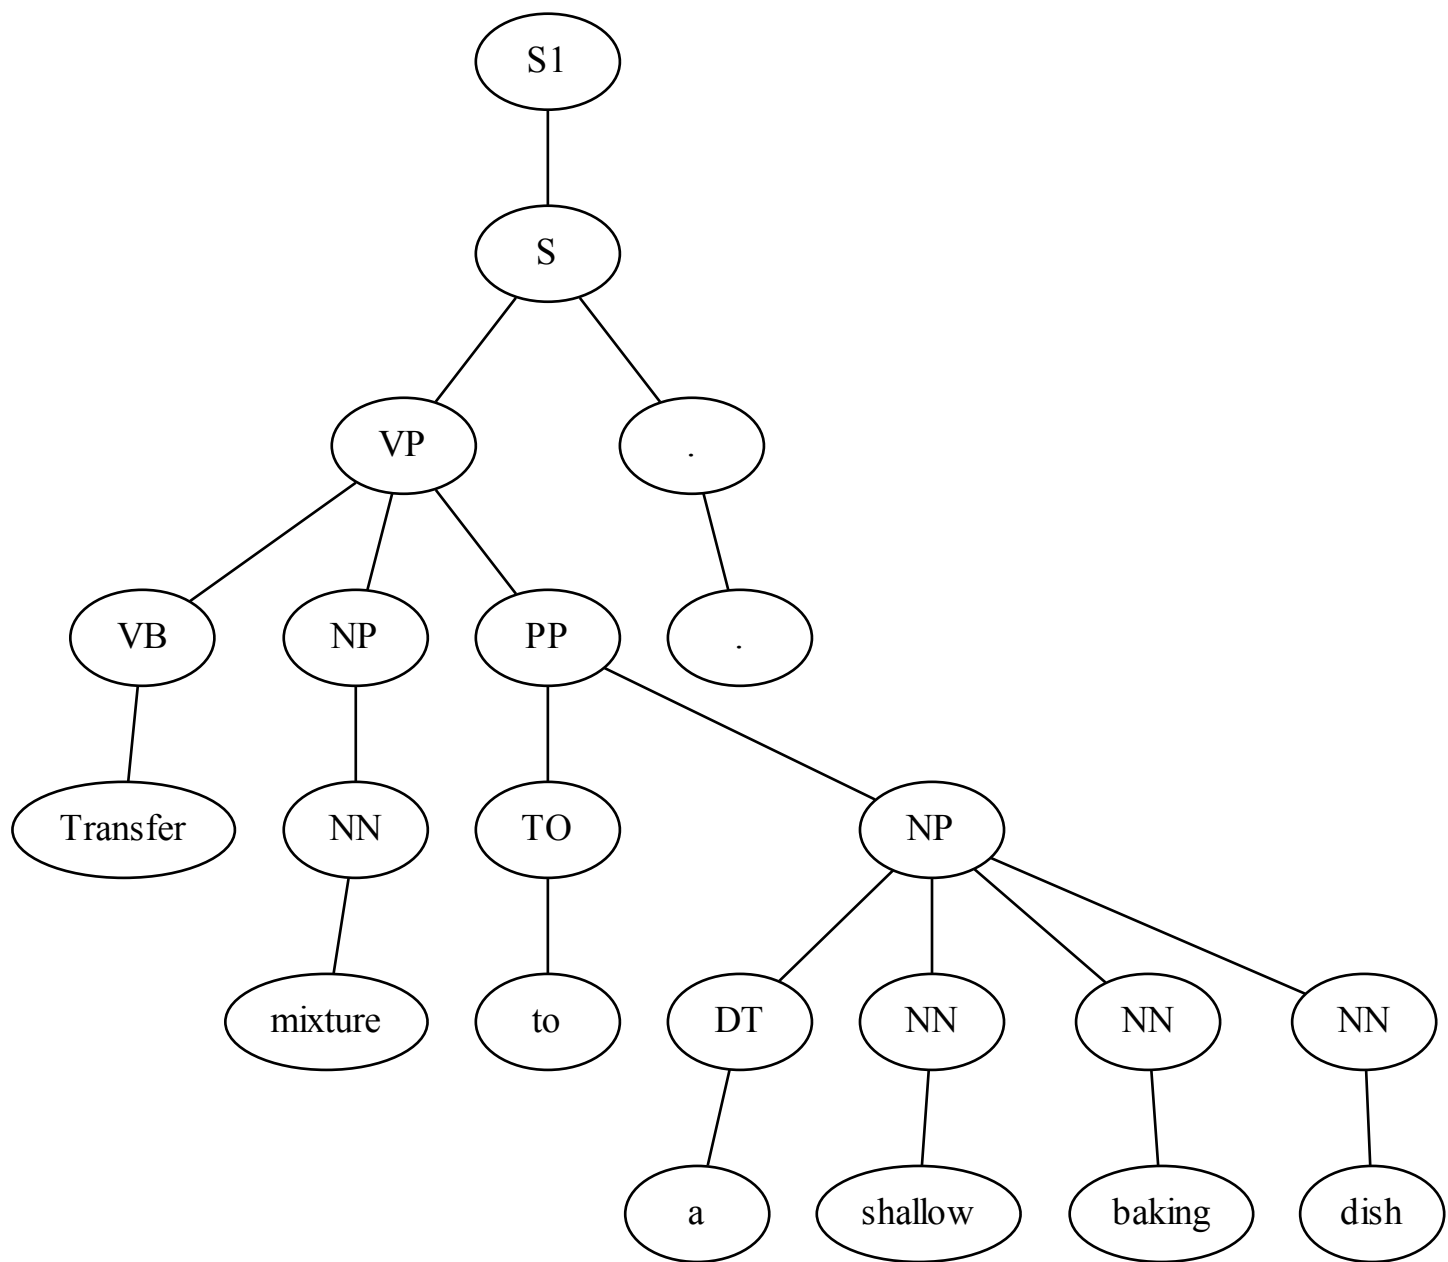 S1
S
VP .
VB NP PP .
Transfer NN TO NP
mixture to DT NN NN NN
a shallow baking dish